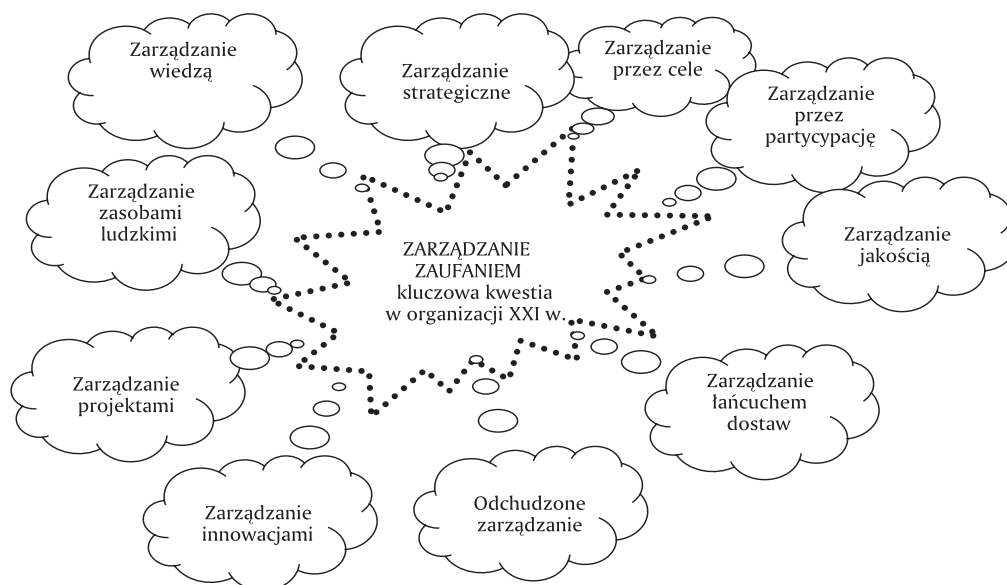 Zarządzanie
wiedzą
Zarządzanie
strategiczne
Zarządzanie
przez cele
Zarządzanie
przez
partycypację
Zarządzanie
zasobami
ludzkimi
Zarządzanie
jakością
ZARZĄDZANIE
ZAUFANIEM
kluczowa kwestia
w organizacji XXI w.
Zarządzanie
projektami
Zarządzanie
łańcuchem
dostaw
Zarządzanie
innowacjami
Odchudzone
zarządzanie